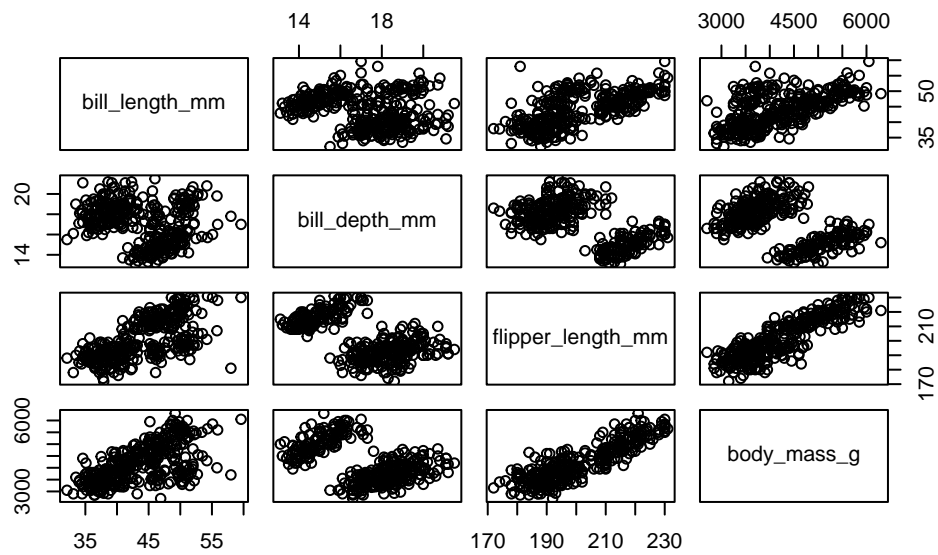 14 18
3000 4500 6000
bill_length_mm
35 50
14 20
bill_depth_mm
flipper_length_mm
170 210
3000 6000
body_mass_g
35 45 55
170 190 210 230